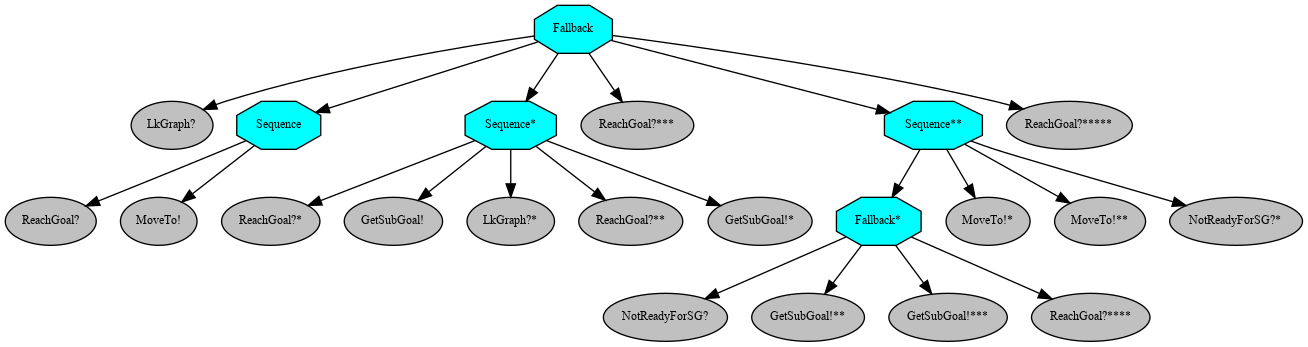 Fallback
LkGraph?
Sequence
Sequence*
ReachGoal?***
Sequence**
ReachGoal?*****
ReachGoal?
MoveTo!
ReachGoal?*
GetSubGoal!
LkGraph?*
ReachGoal?**
GetSubGoal!*
Fallback*
MoveTo!*
MoveTo!**
NotReadyForSG?*
NotReadyForSG?
GetSubGoal!**
GetSubGoal!***
ReachGoal?****